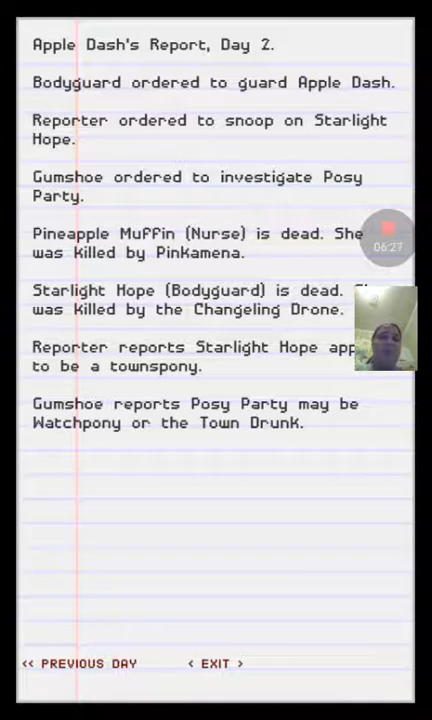 Apple Dash's Report, Day 2.
Bodyguard ordered to guard Apple Dash.
Reporter ordered to snoop on Starlight
Hope.
Gumshoe ordered to investigate Posy
Party.
Pineapple Muffin (Nurse) is dead. She
was killed by Pinkamena.
06:27
Starlight Hope (Bodyguard) is dead.
was killed by the Changeling Drone.
Reporter reports Starlight Hope
to be a townspony.
Gumshoe reports Posy Party may be
Watchpony or the Town Drunk.
<< PREVIOUS DAY < EXIT >